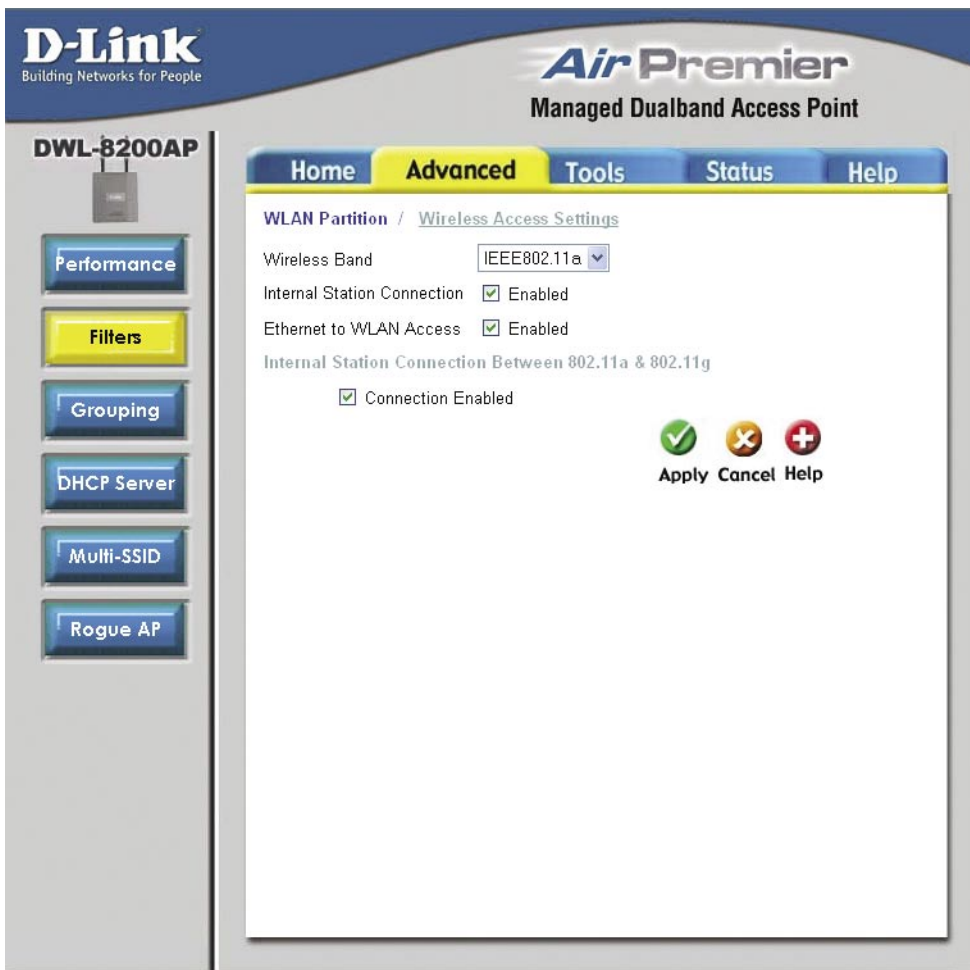 D-Link
Building Networks for People
Air Premier
Managed Dualband Access Point
DWL-8200AP
Home Advanced Tools Status Help
WLAN Partition / Wireless Access Settings
Wireless Band IEEE802.11a
Internal Station Connection Enabled
Ethernet to WLAN Access Enabled
Internal Station Connection Between 802.11a & 802.11g
Connection Enabled
Apply Cancel Help
Performance
Filters
Grouping
DHCP Server
Multi-SSID
Rogue AP